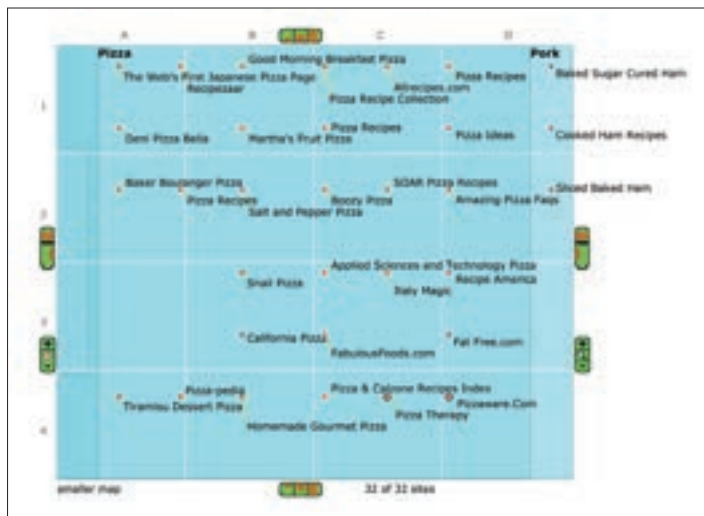 A B C D
Pizza Pork
Good Morning Breakfast Pizza
The Web's First Japanese Pizza Page
Recipezaar
Allrecipes.com
Pizza Recipes
Baked Sugar Cured Ham
Pizza Recipe Collection
1
Demi Pizza Bella
Martha's Fruit Pizza
Pizza Recipes
Pizza Ideas
Cooked Ham Recipes
Baker Boulanger Pizza
Pizza Recipes
Salt and Pepper Pizza
Boozy Pizza
SOAR Pizza Recipes
Amazing Pizza Faqs
Sliced Baked Ham
2
Snail Pizza
Applied Sciences and Technology Pizza
Italy Magic
Recipe America
3
California Pizza
FabulousFoods.com
Fat Free.com
Pizza-pedia
Tiramisu Dessert Pizza
Homemade Gourmet Pizza
Pizza & Calzone Recipes Index
Pizza Therapy
Pizzaware.Com
4
smaller map
32 of 32 sites